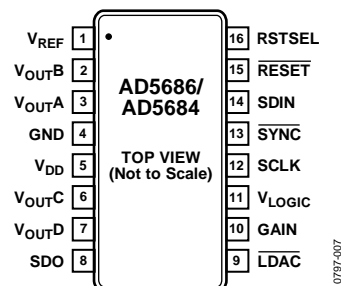 VREF 1
VOUTB 2
VOUTA 3
GND 4
VDD 5
VOUTC 6
VOUTD 7
SDO 8
AD5686/
AD5684
TOP VIEW
(Not to Scale)
16 RSTSEL
15 RESET
14 SDIN
13 SYNC
12 SCLK
11 VLOGIC
10 GAIN
9 LDAC
0797-007